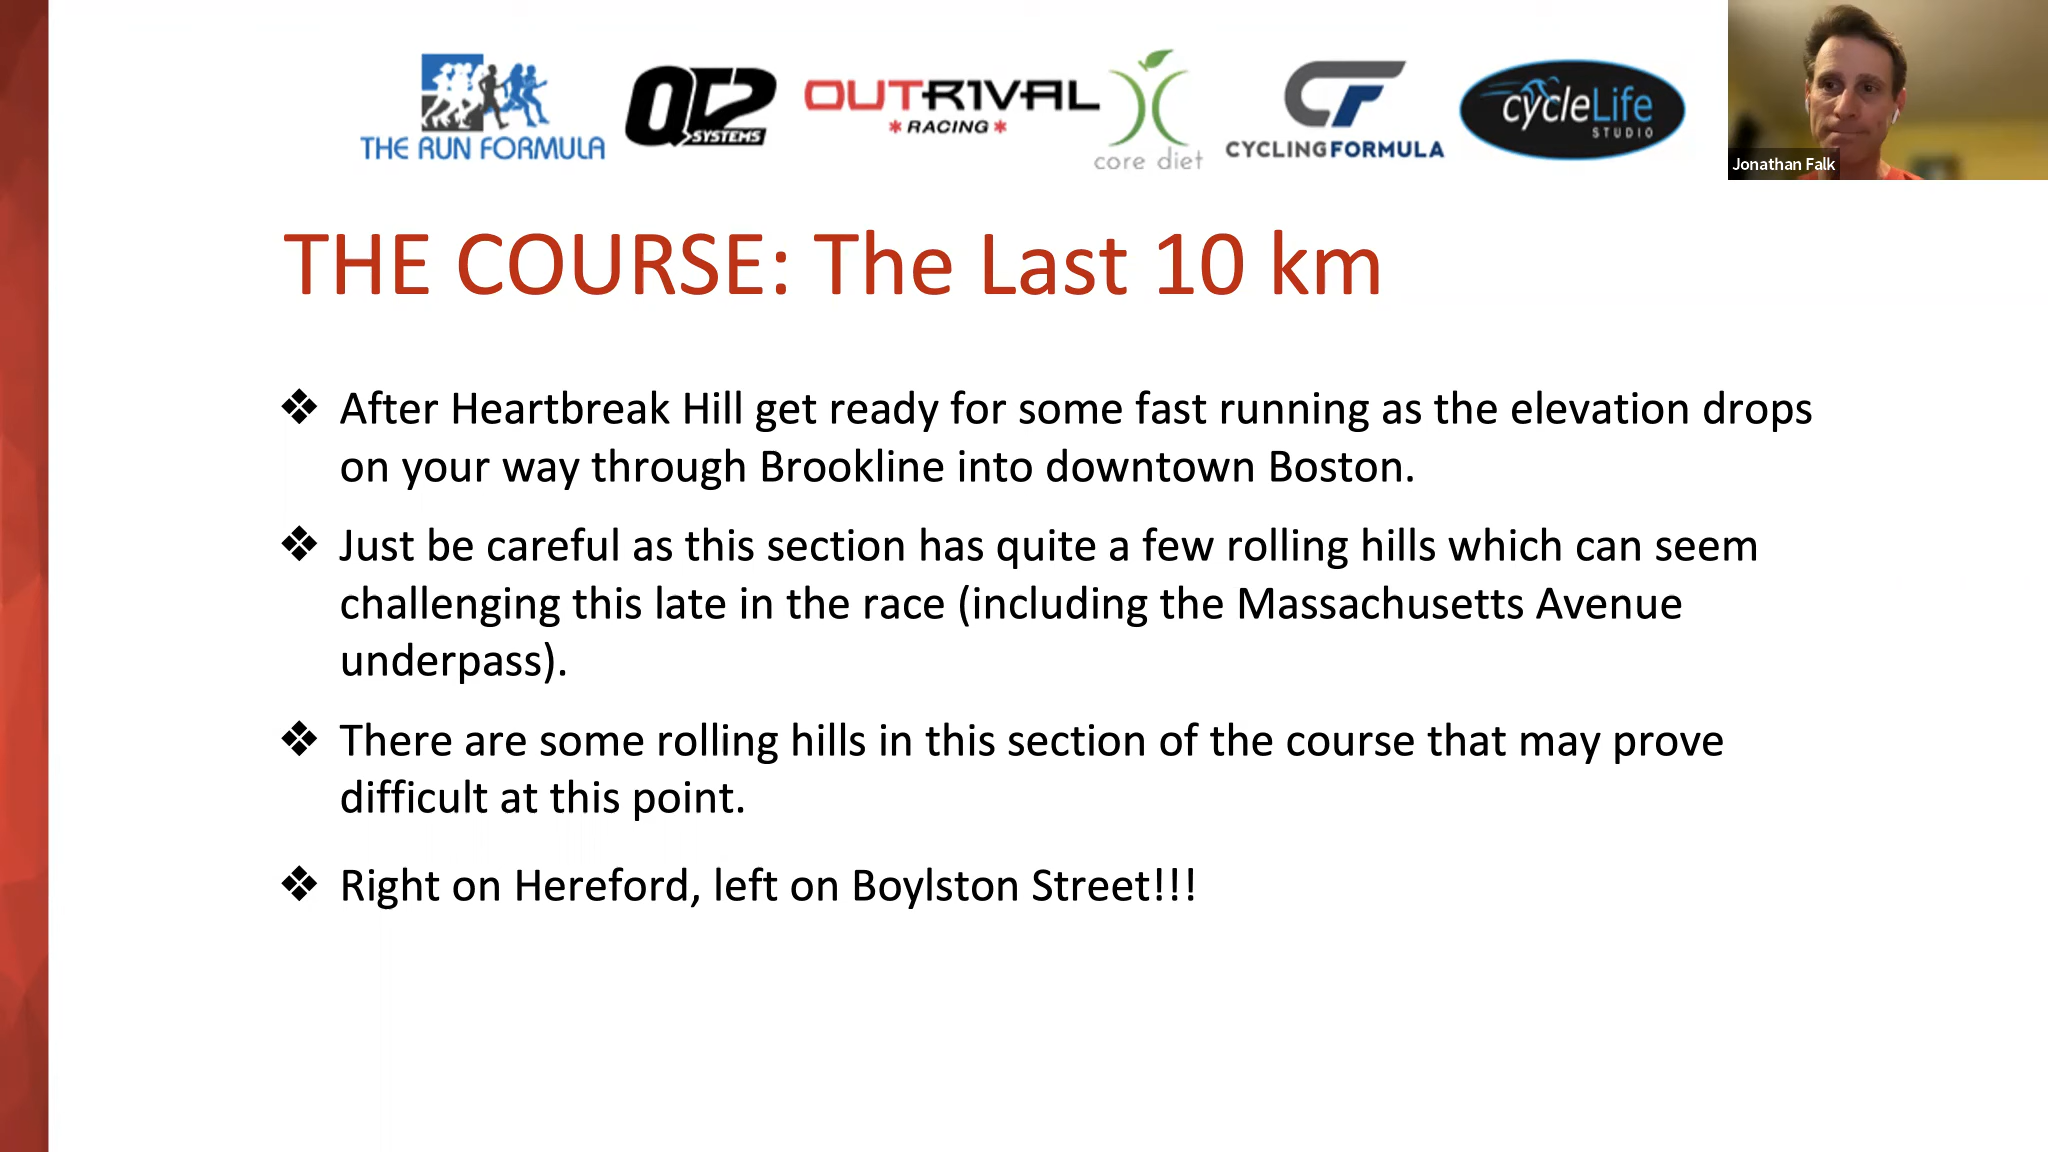 THE RUN FORMULA
QT2 SYSTEMS
OUTRIVAL
RACING
core diet
CYCLINGFORMULA
cycleLife
STUDIO
Jonathan Falk
THE COURSE: The Last 10 km
❖ After Heartbreak Hill get ready for some fast running as the elevation drops
on your way through Brookline into downtown Boston.
❖ Just be careful as this section has quite a few rolling hills which can seem
challenging this late in the race (including the Massachusetts Avenue
underpass).
❖ There are some rolling hills in this section of the course that may prove
difficult at this point.
❖ Right on Hereford, left on Boylston Street!!!